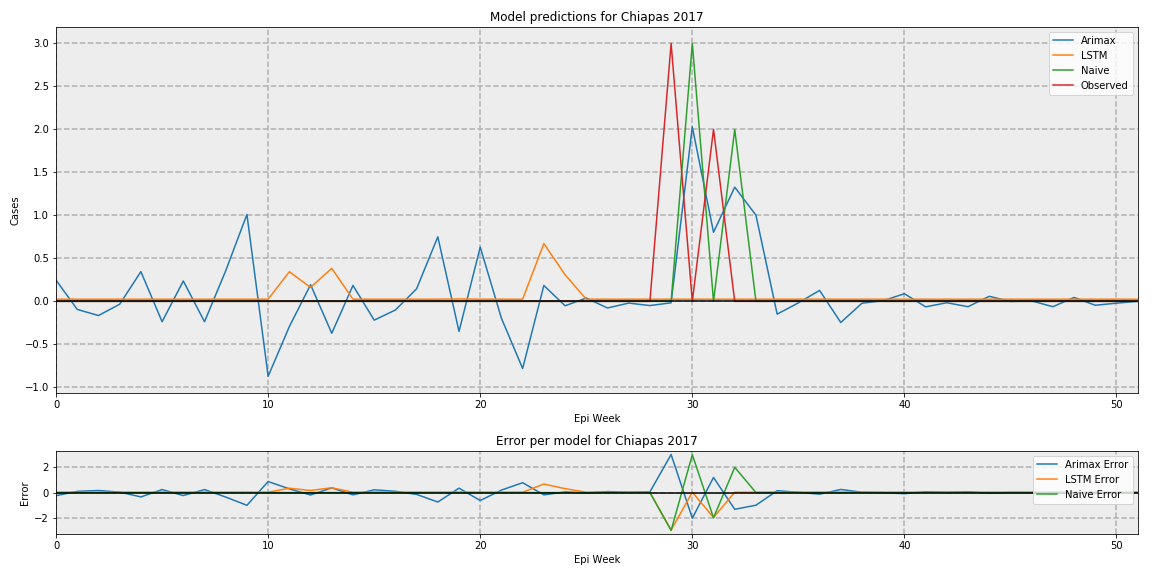 Model predictions for Chiapas 2017
3.0
2.5
2.0
1.5
1.0
0.5
0.0
−0.5
−1.0
Cases
Arimax
LSTM
Naive
Observed
0 10 20 30 40 50
Epi Week
Error per model for Chiapas 2017
2
0
−2
Error
Arimax Error
LSTM Error
Naive Error
0 10 20 30 40 50
Epi Week